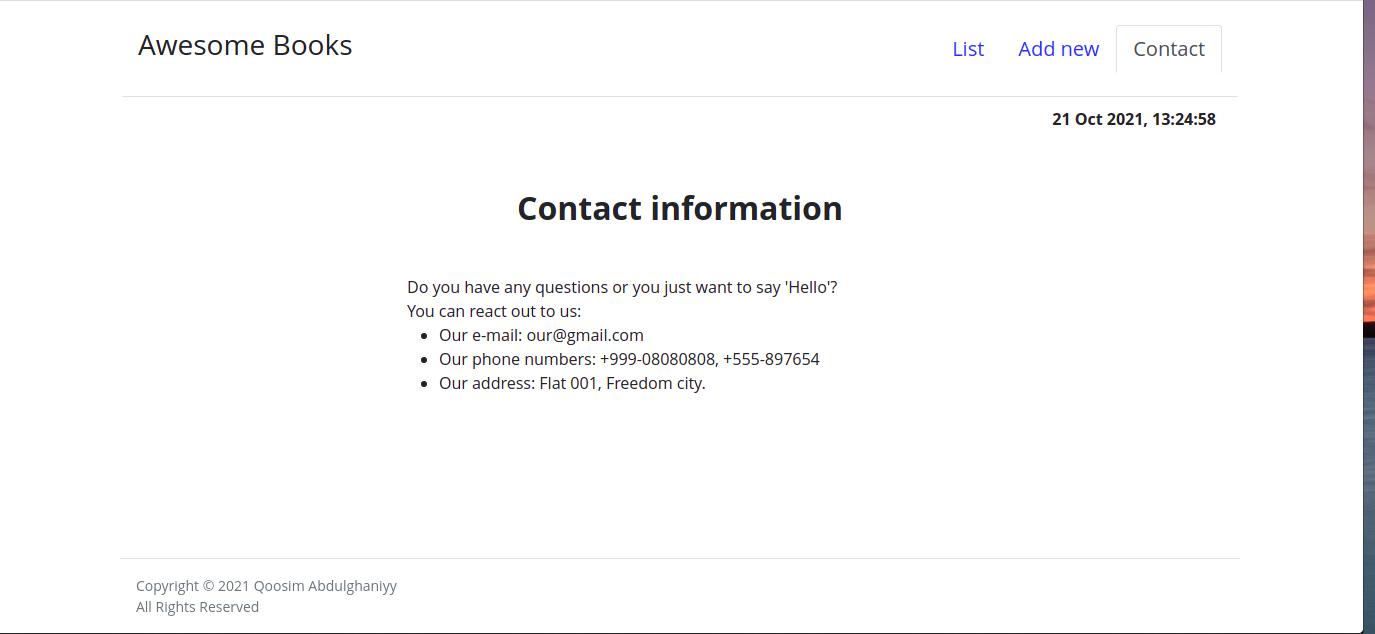 Awesome Books
List Add new Contact
21 Oct 2021, 13:24:58
Contact information
Do you have any questions or you just want to say 'Hello'?
You can react out to us:
• Our e-mail: our@gmail.com
• Our phone numbers: +999-08080808, +555-897654
• Our address: Flat 001, Freedom city.
Copyright © 2021 Qoosim Abdulghaniyy
All Rights Reserved